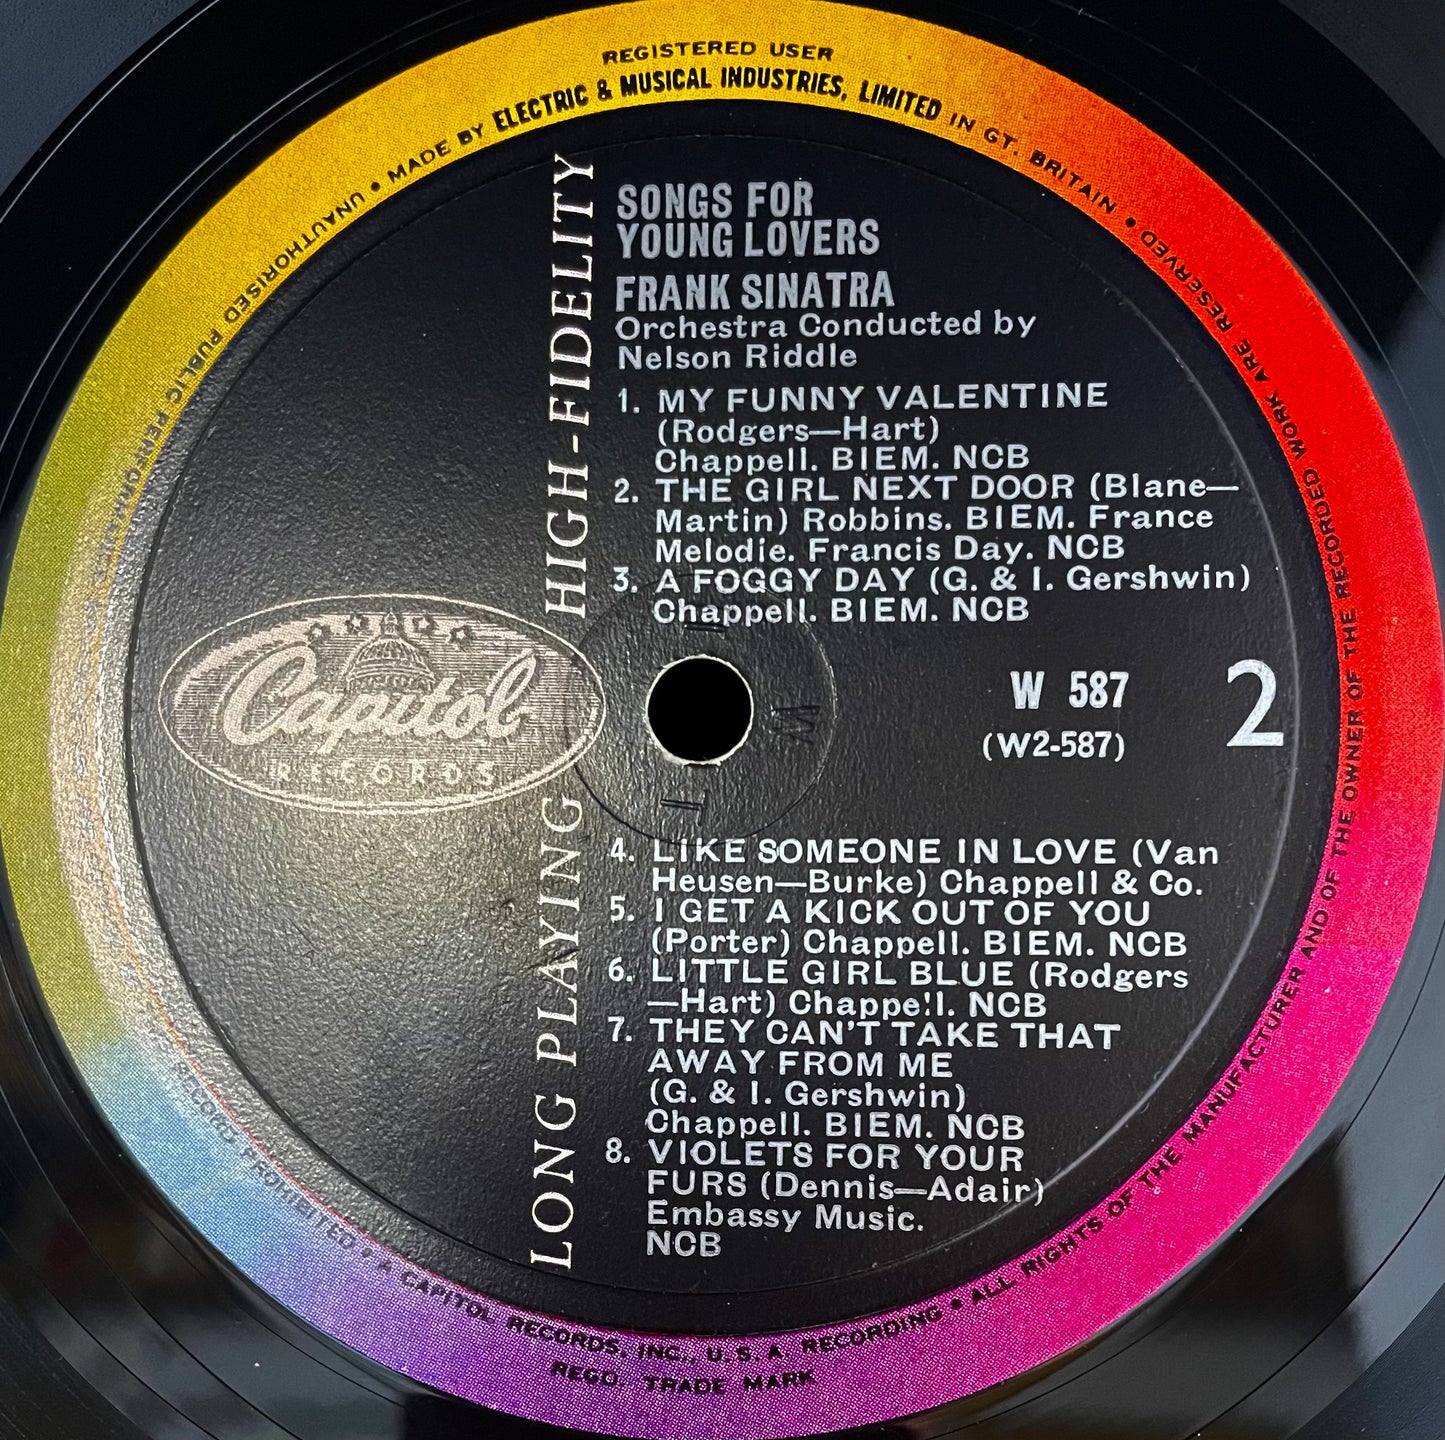 REGISTERED USER
MADE BY ELECTRIC & MUSICAL INDUSTRIES, LIMITED IN GT. BRITAIN • ALL RIGHTS OF THE MANUFACTURER AND OF THE OWNER OF THE RECORDED WORK ARE RESERVED •
UNAUTHORISED PUBLIC PERFORMANCE RECORD PROHIBITED • A CAPITOL RECORDS, INC., U.S.A. RECORDING •
REGD. TRADE MARK
HIGH-FIDELITY
SONGS FOR
YOUNG LOVERS
FRANK SINATRA
Orchestra Conducted by
Nelson Riddle
1. MY FUNNY VALENTINE
(Rodgers—Hart)
Chappell. BIEM. NCB
2. THE GIRL NEXT DOOR (Blane—
Martin) Robbins. BIEM. France
Melodie. Francis Day. NCB
3. A FOGGY DAY (G. & I. Gershwin)
Chappell. BIEM. NCB
Capitol
RECORDS
W 587
(W2-587)
2
LONG PLAYING
4. LIKE SOMEONE IN LOVE (Van
Heusen—Burke) Chappell & Co.
5. I GET A KICK OUT OF YOU
(Porter) Chappell. BIEM. NCB
6. LITTLE GIRL BLUE (Rodgers
—Hart) Chappell. NCB
7. THEY CAN'T TAKE THAT
AWAY FROM ME
(G. & I. Gershwin)
Chappell. BIEM. NCB
8. VIOLETS FOR YOUR
FURS (Dennis—Adair)
Embassy Music.
NCB